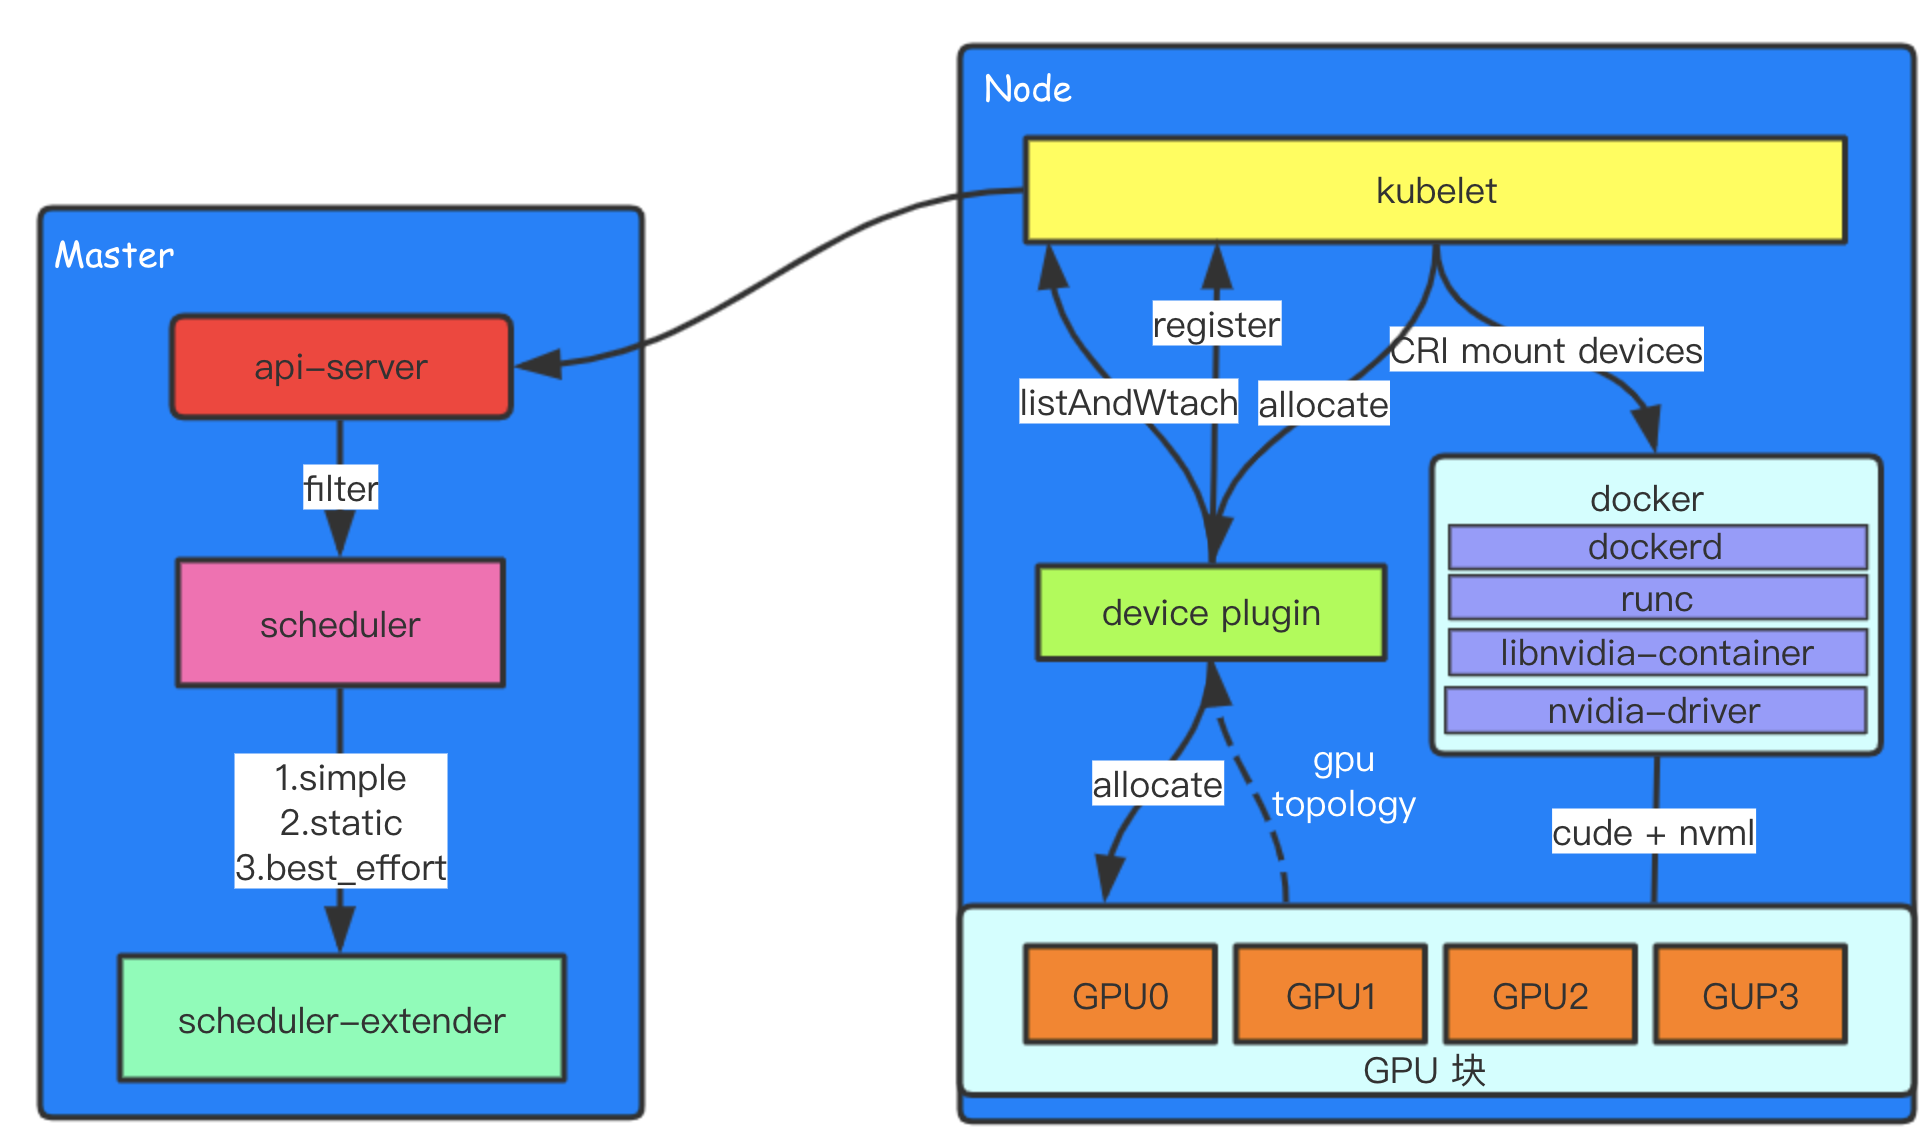 Master
api-server
filter
scheduler
1.simple
2.static
3.best_effort
scheduler-extender
Node
kubelet
register
CRI mount devices
listAndWtach
allocate
docker
dockerd
runc
libnvidia-container
nvidia-driver
device plugin
gpu
topology
allocate
cude + nvml
GPU0
GPU1
GPU2
GUP3
GPU 块